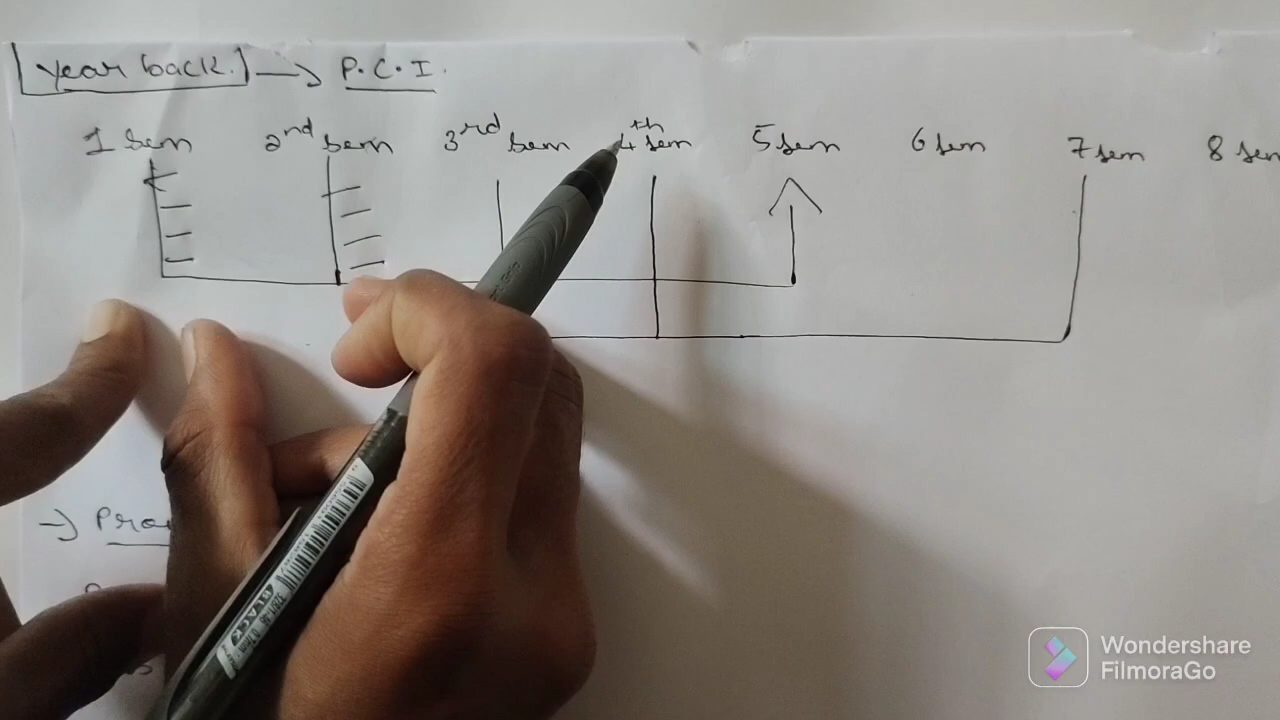 year back. → P.C.I.
1 sem 2nd sem 3rd sem 4th sem 5 sem 6 sem 7 sem 8 sem
→
BLACK
Wondershare
FilmoraGo